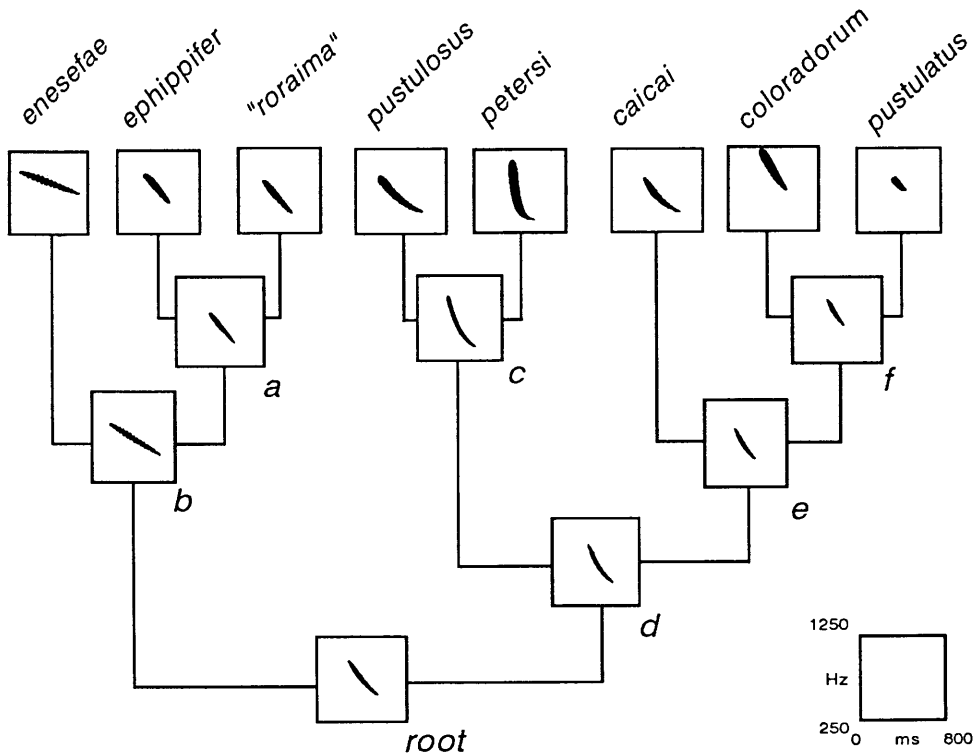 enesefae
ephippifer
"roraima"
pustulosus
petersi
caicai
coloradorum
pustulatus
a
c
f
b
e
d
root
1250
Hz
250
0 ms 800